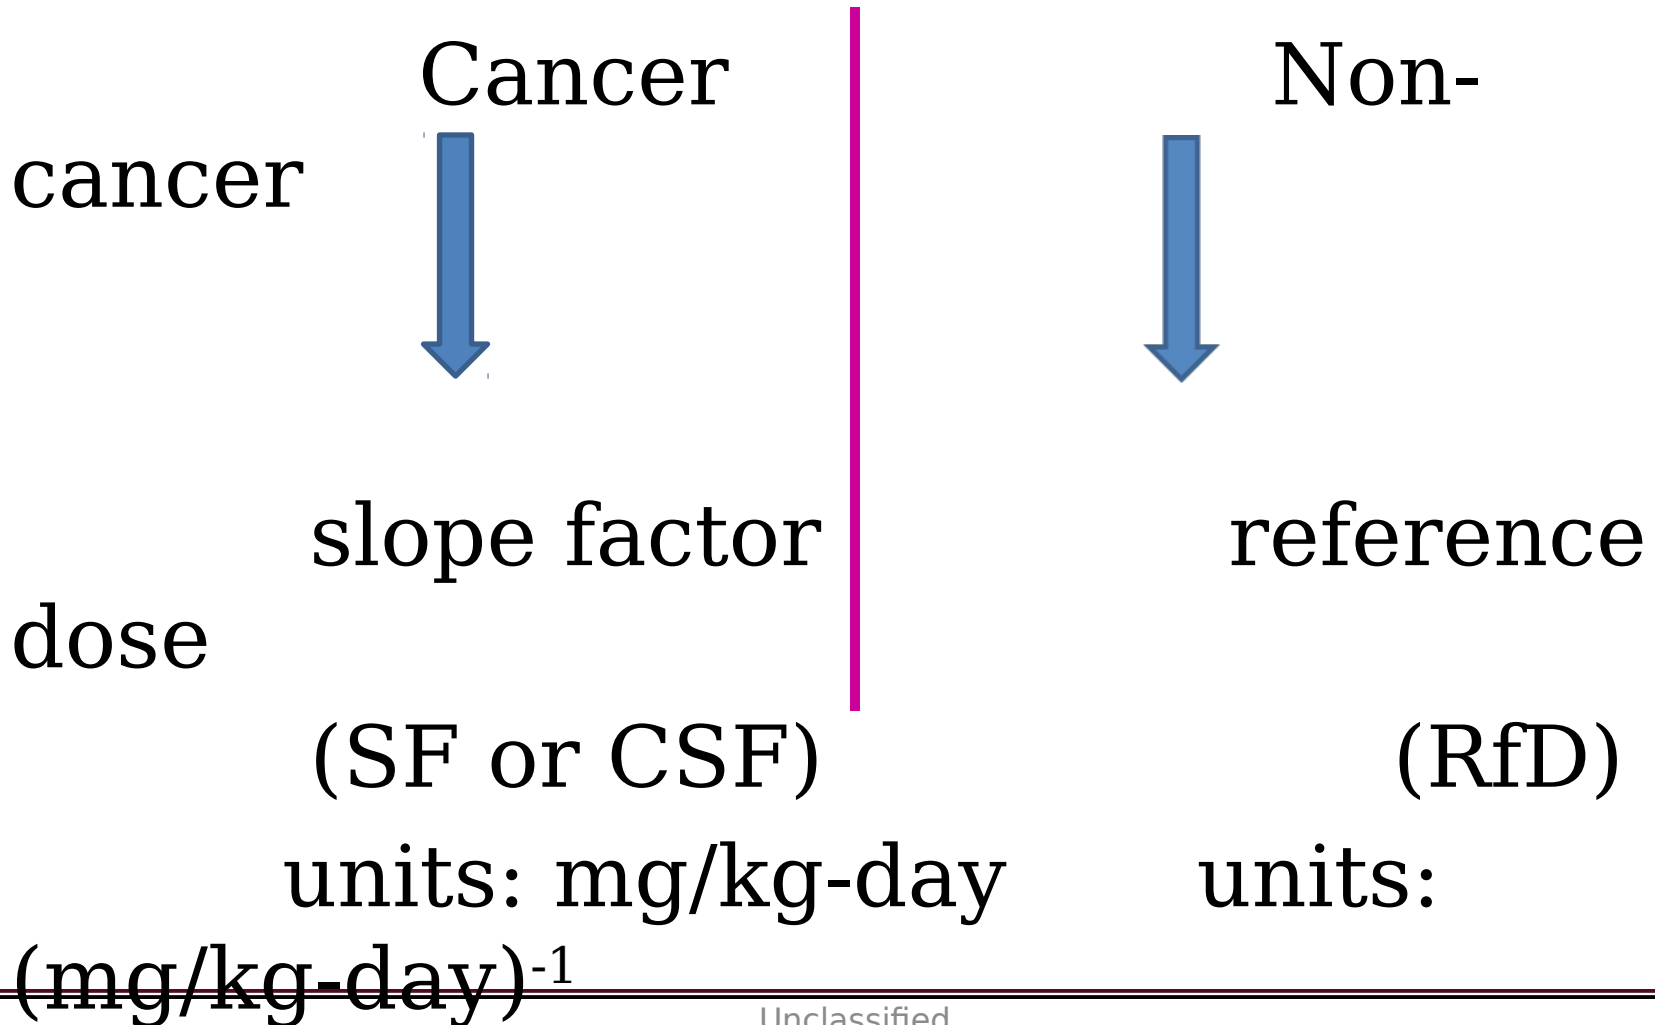 Cancer Non-
cancer
slope factor reference
dose
(SF or CSF) (RfD)
units: mg/kg-day units:
(mg/kg-day)-1
Unclassified